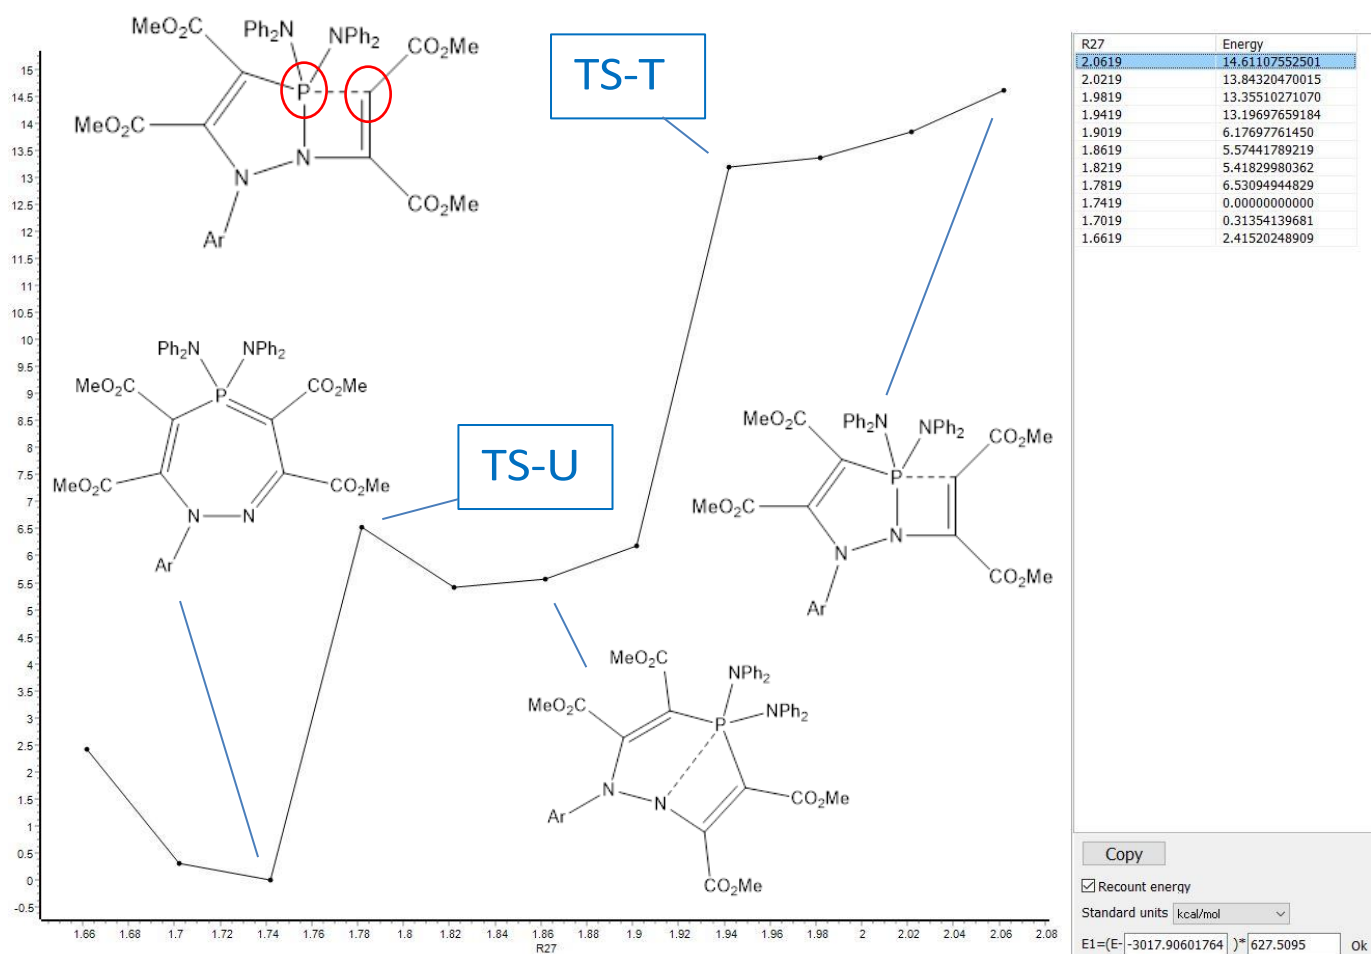 MeO2C
Ph2N
NPh2
CO2Me
P
MeO2C
N
N
CO2Me
Ar
TS-T
R27 Energy
2.0619 14.61107552501
2.0219 13.84320470015
1.9819 13.35510271070
1.9419 13.19697659184
1.9019 6.17697761450
1.8619 5.57441789219
1.8219 5.41829980362
1.7819 6.53094944829
1.7419 0.00000000000
1.7019 0.31354139681
1.6619 2.41520248909
15
14.5
14
13.5
13
12.5
12
11.5
11
10.5
10
9.5
9
8.5
8
7.5
7
6.5
6
5.5
5
4.5
4
3.5
3
2.5
2
1.5
1
0.5
0
-0.5
Ph2N
NPh2
MeO2C
P
CO2Me
MeO2C
CO2Me
N
N
Ar
TS-U
MeO2C
Ph2N
NPh2
CO2Me
P
MeO2C
N
N
CO2Me
Ar
MeO2C
NPh2
MeO2C
P
NPh2
N
N
Ar
CO2Me
CO2Me
1.66 1.68 1.7 1.72 1.74 1.76 1.78 1.8 1.82 1.84 1.86 1.88 1.9 1.92 1.94 1.96 1.98 2 2.02 2.04 2.06 2.08
R27
Copy
Recount energy
Standard units kcal/mol
E1=(E- -3017.90601764 )* 627.5095 Ok